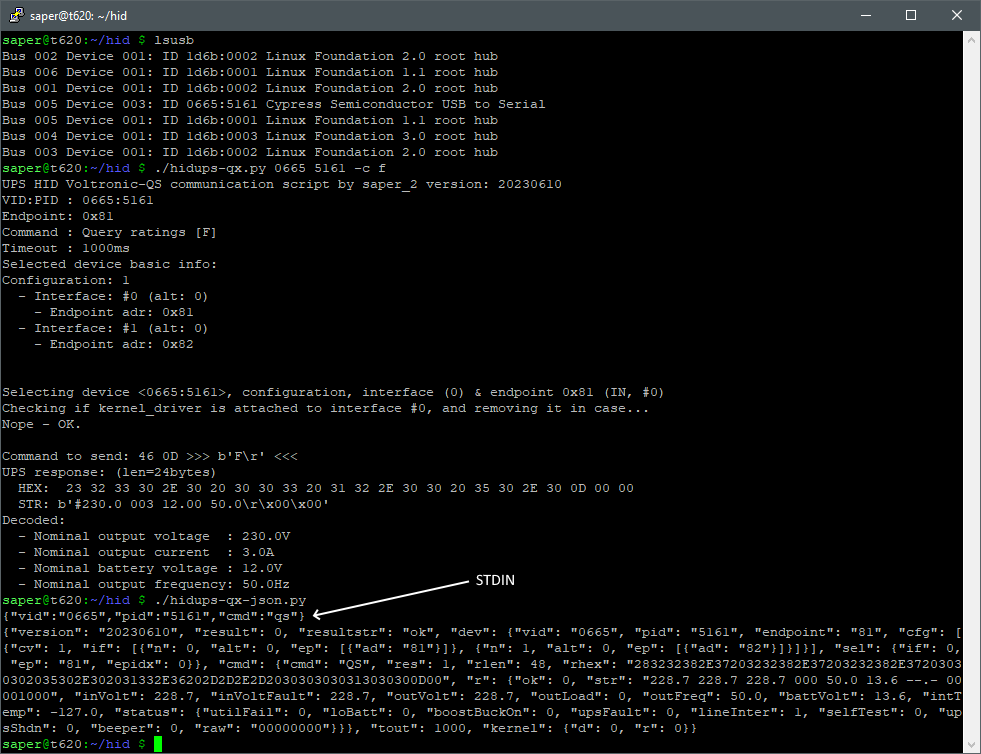 saper@t620: ~/hid
saper@t620:~/hid $ lsusb
Bus 002 Device 001: ID 1d6b:0002 Linux Foundation 2.0 root hub
Bus 006 Device 001: ID 1d6b:0001 Linux Foundation 1.1 root hub
Bus 001 Device 001: ID 1d6b:0002 Linux Foundation 2.0 root hub
Bus 005 Device 003: ID 0665:5161 Cypress Semiconductor USB to Serial
Bus 005 Device 001: ID 1d6b:0001 Linux Foundation 1.1 root hub
Bus 004 Device 001: ID 1d6b:0003 Linux Foundation 3.0 root hub
Bus 003 Device 001: ID 1d6b:0002 Linux Foundation 2.0 root hub
saper@t620:~/hid $ ./hidups-qx.py 0665 5161 -c f
UPS HID Voltronic-QS communication script by saper_2 version: 20230610
VID:PID : 0665:5161
Endpoint: 0x81
Command : Query ratings [F]
Timeout : 1000ms
Selected device basic info:
Configuration: 1
  - Interface: #0 (alt: 0)
    - Endpoint adr: 0x81
  - Interface: #1 (alt: 0)
    - Endpoint adr: 0x82
Selecting device <0665:5161>, configuration, interface (0) & endpoint 0x81 (IN, #0)
Checking if kernel_driver is attached to interface #0, and removing it in case...
Nope - OK.
Command to send: 46 0D >>> b'F\r' <<<
UPS response: (len=24bytes)
  HEX:  23 32 33 30 2E 30 20 30 30 33 20 31 32 2E 30 30 20 35 30 2E 30 0D 00 00
  STR: b'#230.0 003 12.00 50.0\r\x00\x00'
Decoded:
  - Nominal output voltage  : 230.0V
  - Nominal output current  : 3.0A
  - Nominal battery voltage : 12.0V
  - Nominal output frequency: 50.0Hz
saper@t620:~/hid $ ./hidups-qx-json.py
STDIN
{"vid":"0665","pid":"5161","cmd":"qs"}
{"version": "20230610", "result": 0, "resultstr": "ok", "dev": {"vid": "0665", "pid": "5161", "endpoint": "81", "cfg": [
{"cv": 1, "if": [{"n": 0, "alt": 0, "ep": [{"ad": "81"}]}, {"n": 1, "alt": 0, "ep": [{"ad": "82"}]}]}], "sel": {"if": 0,
 "ep": "81", "epidx": 0}}, "cmd": {"cmd": "QS", "res": 1, "rlen": 48, "rhex": "283232382E37203232382E37203232382E3720303
0302035302E302031332E36202D2D2E2D2030303030313030300D00", "r": {"ok": 0, "str": "228.7 228.7 228.7 000 50.0 13.6 --.- 00
001000", "inVolt": 228.7, "inVoltFault": 228.7, "outVolt": 228.7, "outLoad": 0, "outFreq": 50.0, "battVolt": 13.6, "intT
emp": -127.0, "status": {"utilFail": 0, "loBatt": 0, "boostBuckOn": 0, "upsFault": 0, "lineInter": 1, "selfTest": 0, "up
sShdn": 0, "beeper": 0, "raw": "00000000"}}}, "tout": 1000, "kernel": {"d": 0, "r": 0}}
saper@t620:~/hid $